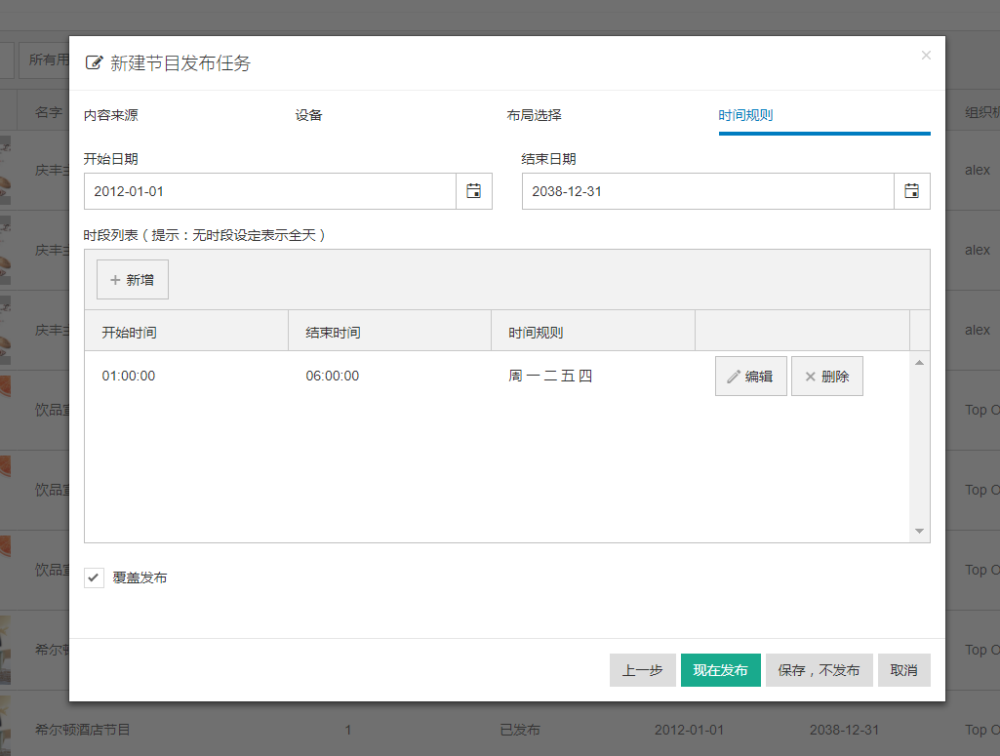 新建节目发布任务
×
内容来源 设备 布局选择 时间规则
开始日期 结束日期
2012-01-01 2038-12-31
时段列表（提示：无时段设定表示全天）
+ 新增
开始时间 结束时间 时间规则
01:00:00 06:00:00 周 一 二 五 四 编辑 × 删除
覆盖发布
上一步 现在发布 保存，不发布 取消
所有用
名字 组织机
庆丰 alex
庆丰 alex
庆丰 alex
饮品宣 Top O
饮品宣 Top O
饮品宣 Top O
希尔顿 Top O
希尔顿酒店节目 1 已发布 2012-01-01 2038-12-31 Top O